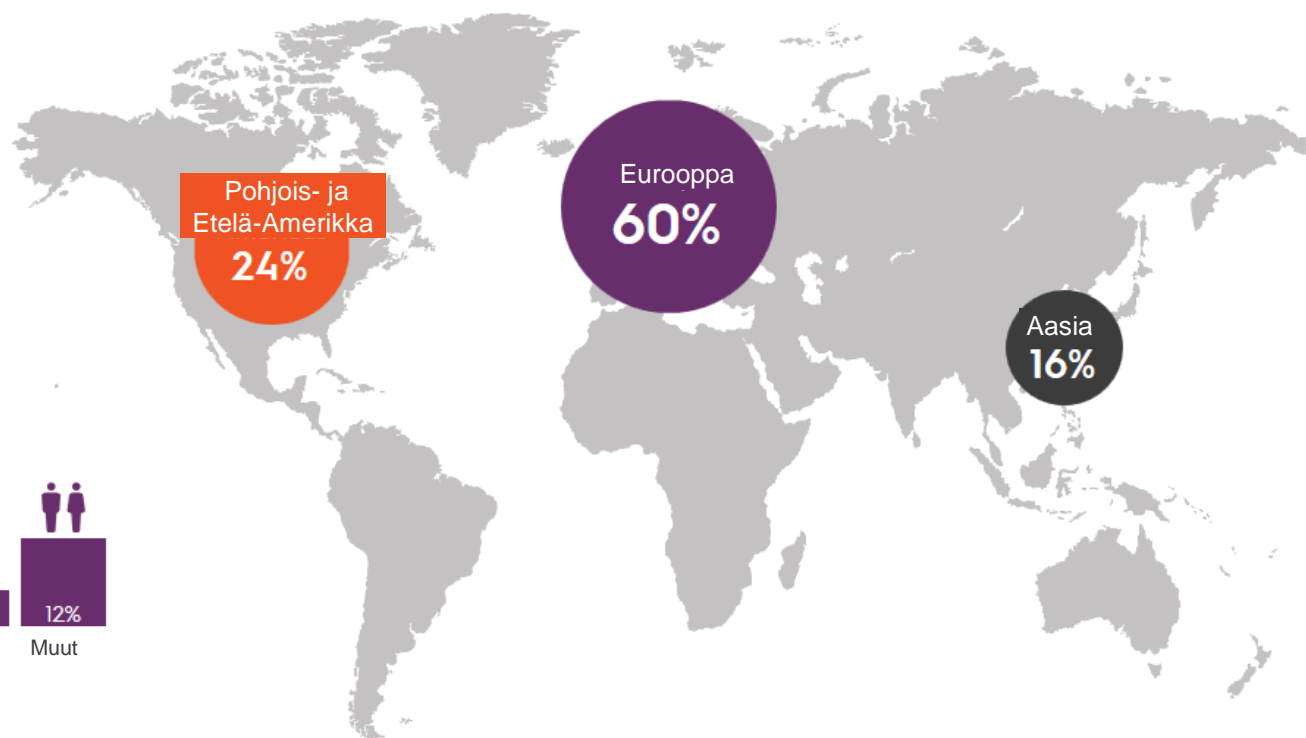 Pohjois- ja
Etelä-Amerikka
24%
Eurooppa
60%
Aasia
16%
12%
Muut